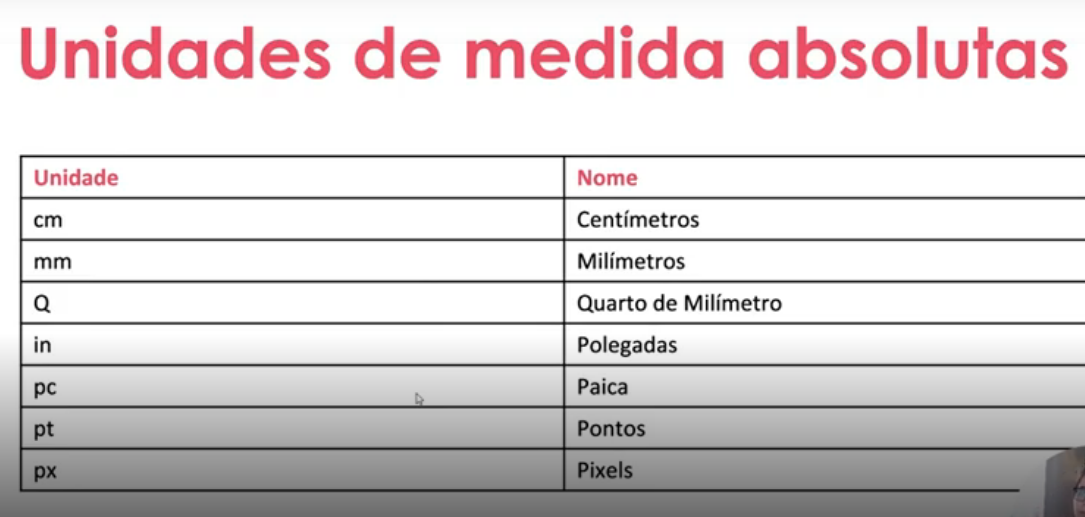 Unidades de medida absolutas
Unidade Nome
cm Centímetros
mm Milímetros
Q Quarto de Milímetro
in Polegadas
pc Paica
pt Pontos
px Pixels